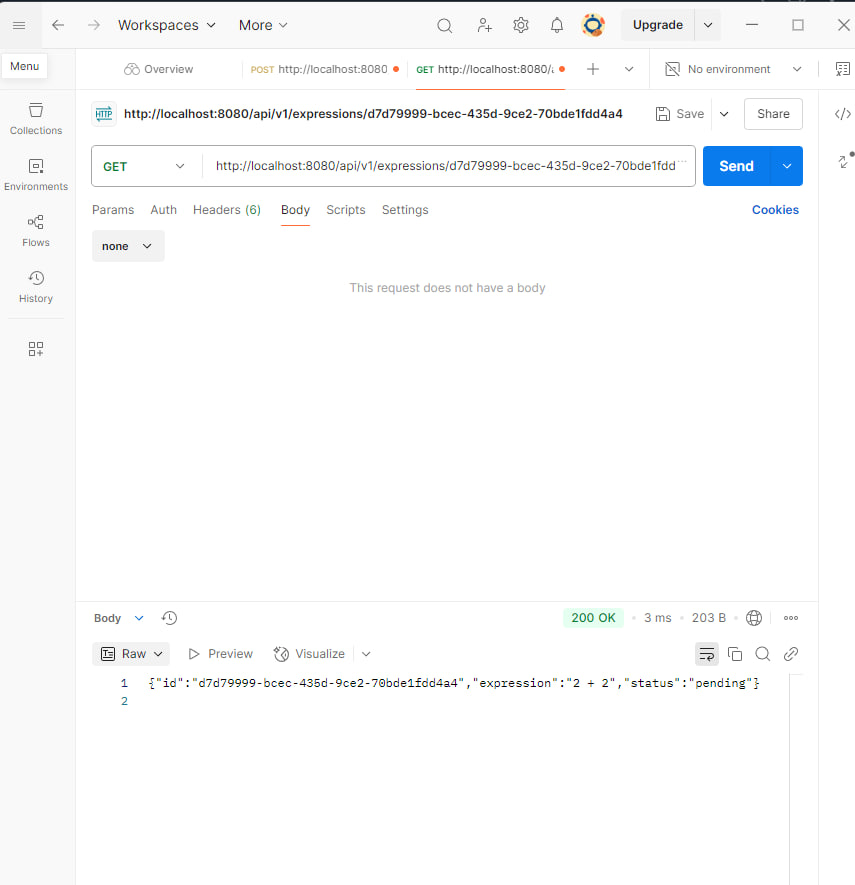 Workspaces More Upgrade
Menu
Overview POST http://localhost:8080 GET http://localhost:8080/ No environment
HTTP http://localhost:8080/api/v1/expressions/d7d79999-bcec-435d-9ce2-70bde1fdd4a4 Save Share
Collections
Environments
Flows
History
GET http://localhost:8080/api/v1/expressions/d7d79999-bcec-435d-9ce2-70bde1fdd Send
Params Auth Headers (6) Body Scripts Settings Cookies
none
This request does not have a body
Body 200 OK 3 ms 203 B
Raw Preview Visualize
1 {"id":"d7d79999-bcec-435d-9ce2-70bde1fdd4a4","expression":"2 + 2","status":"pending"}
2